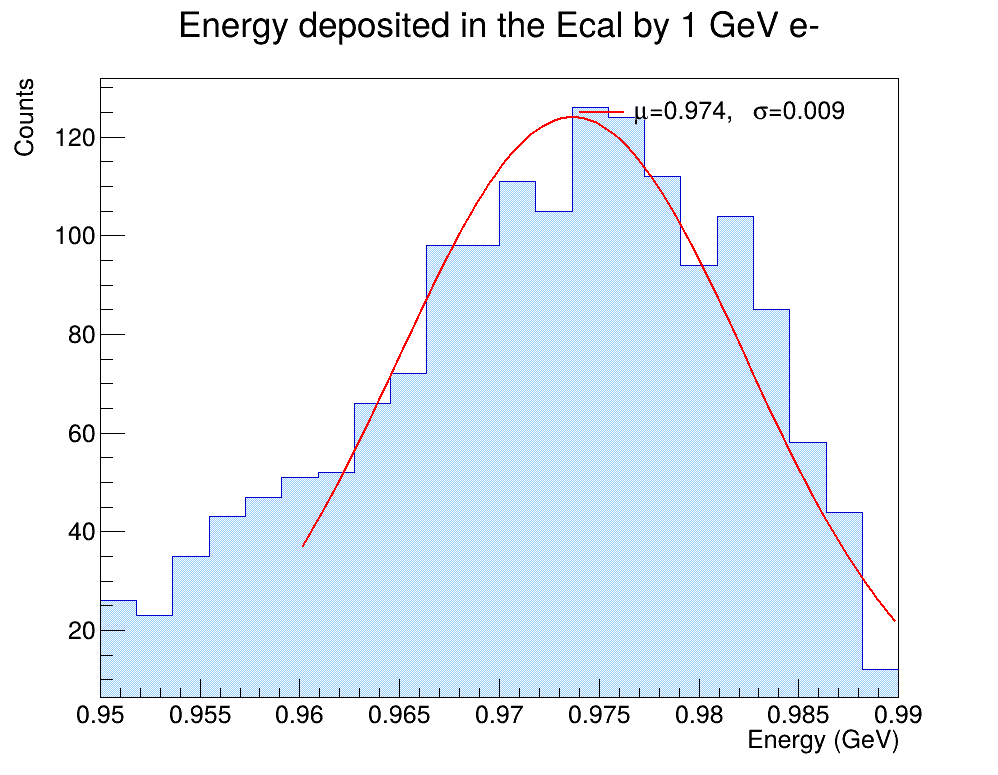 Energy deposited in the Ecal by 1 GeV e-
Counts
μ=0.974, σ=0.009
120
100
80
60
40
20
0.95 0.955 0.96 0.965 0.97 0.975 0.98 0.985 0.99
Energy (GeV)